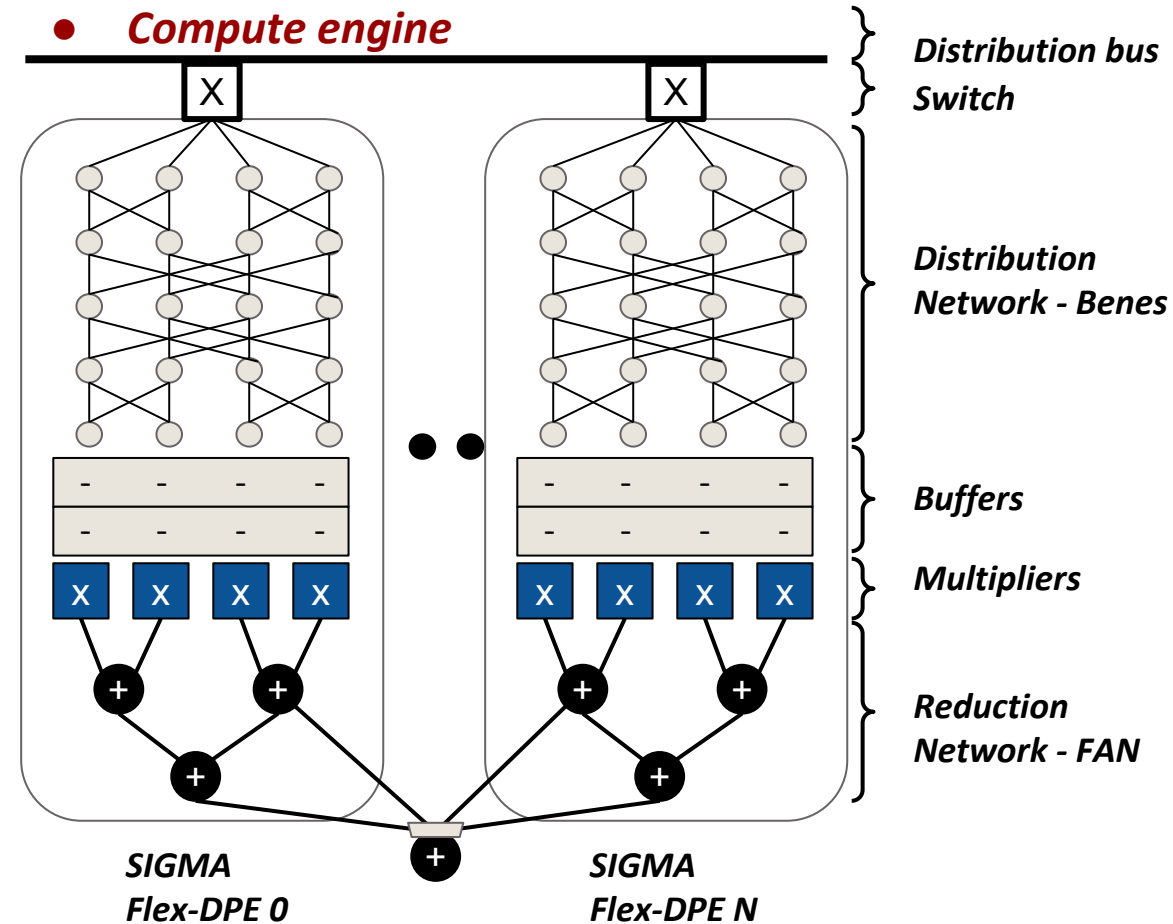 • Compute engine
Distribution bus
X X
Switch
Distribution
Network - Benes
- - - - - - - -
- - - - - - - -
Buffers
x x x x x x x x
Multipliers
+ + + +
Reduction
Network - FAN
+ +
+
SIGMA
Flex-DPE 0
SIGMA
Flex-DPE N